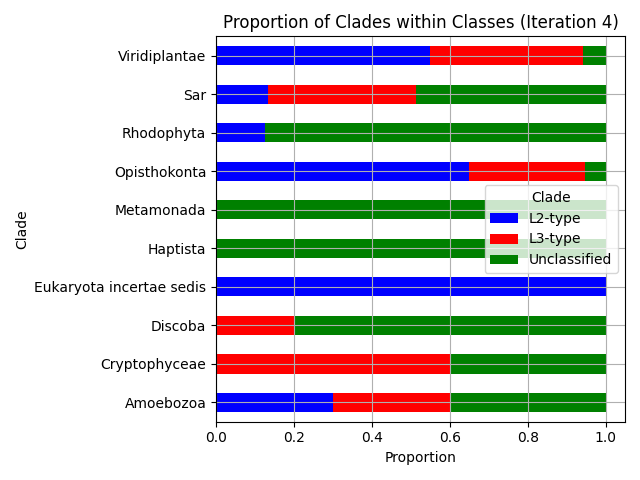 Proportion of Clades within Classes (Iteration 4)
Viridiplantae
Sar
Rhodophyta
Opisthokonta
Metamonada
Haptista
Eukaryota incertae sedis
Discoba
Cryptophyceae
Amoebozoa
Clade
Clade
L2-type
L3-type
Unclassified
0.0 0.2 0.4 0.6 0.8 1.0
Proportion